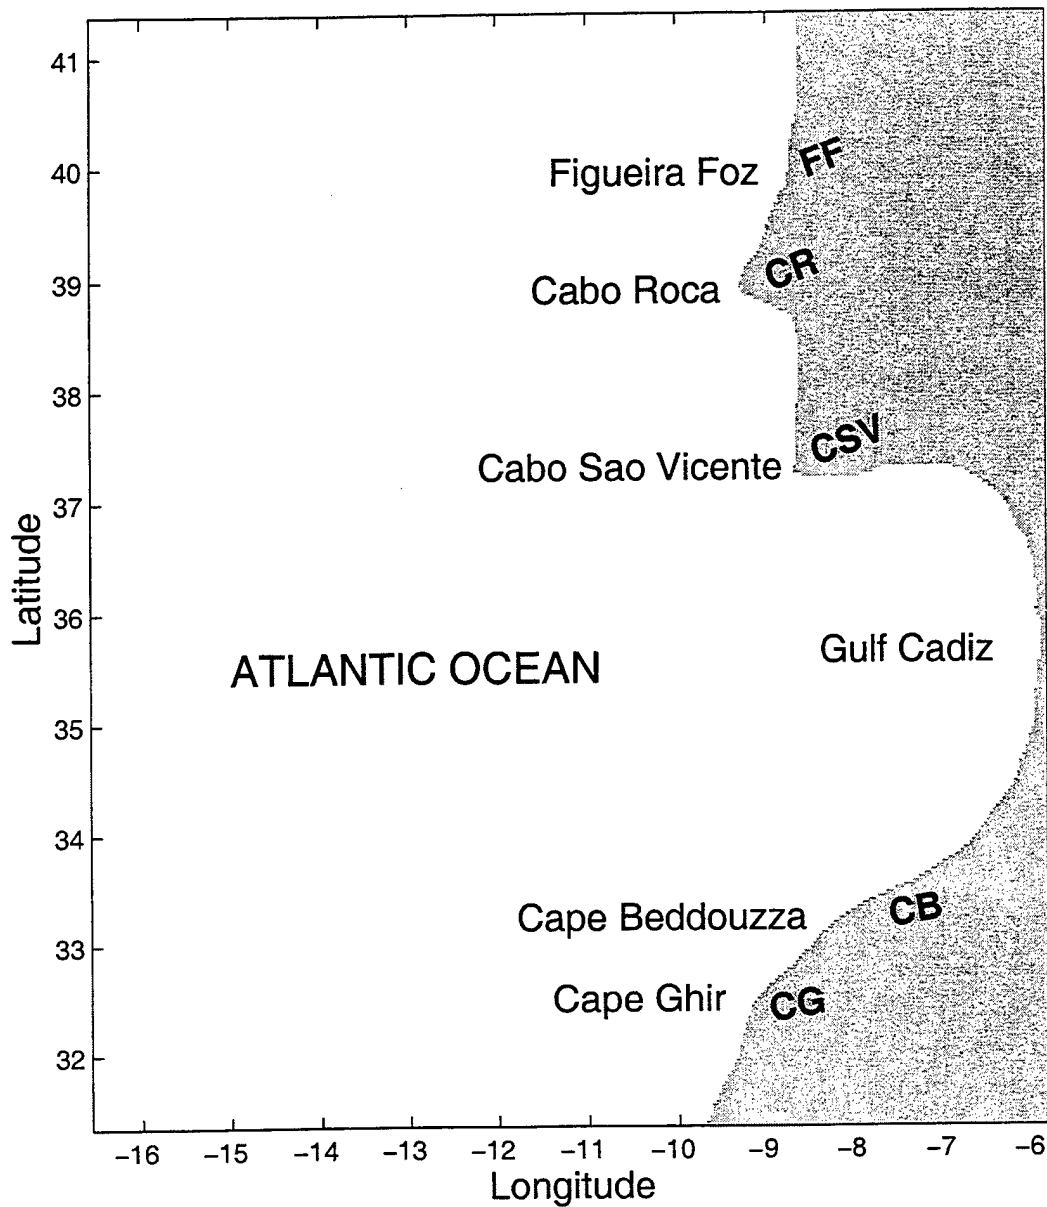 41
FF
Figueira Foz
40
CR
Cabo Roca
39
38
CSV
Cabo Sao Vicente
37
Latitude
36
Gulf Cadiz
ATLANTIC OCEAN
35
34
CB
Cape Beddouzza
33
Cape Ghir
CG
32
−16 −15 −14 −13 −12 −11 −10 −9 −8 −7 −6
Longitude